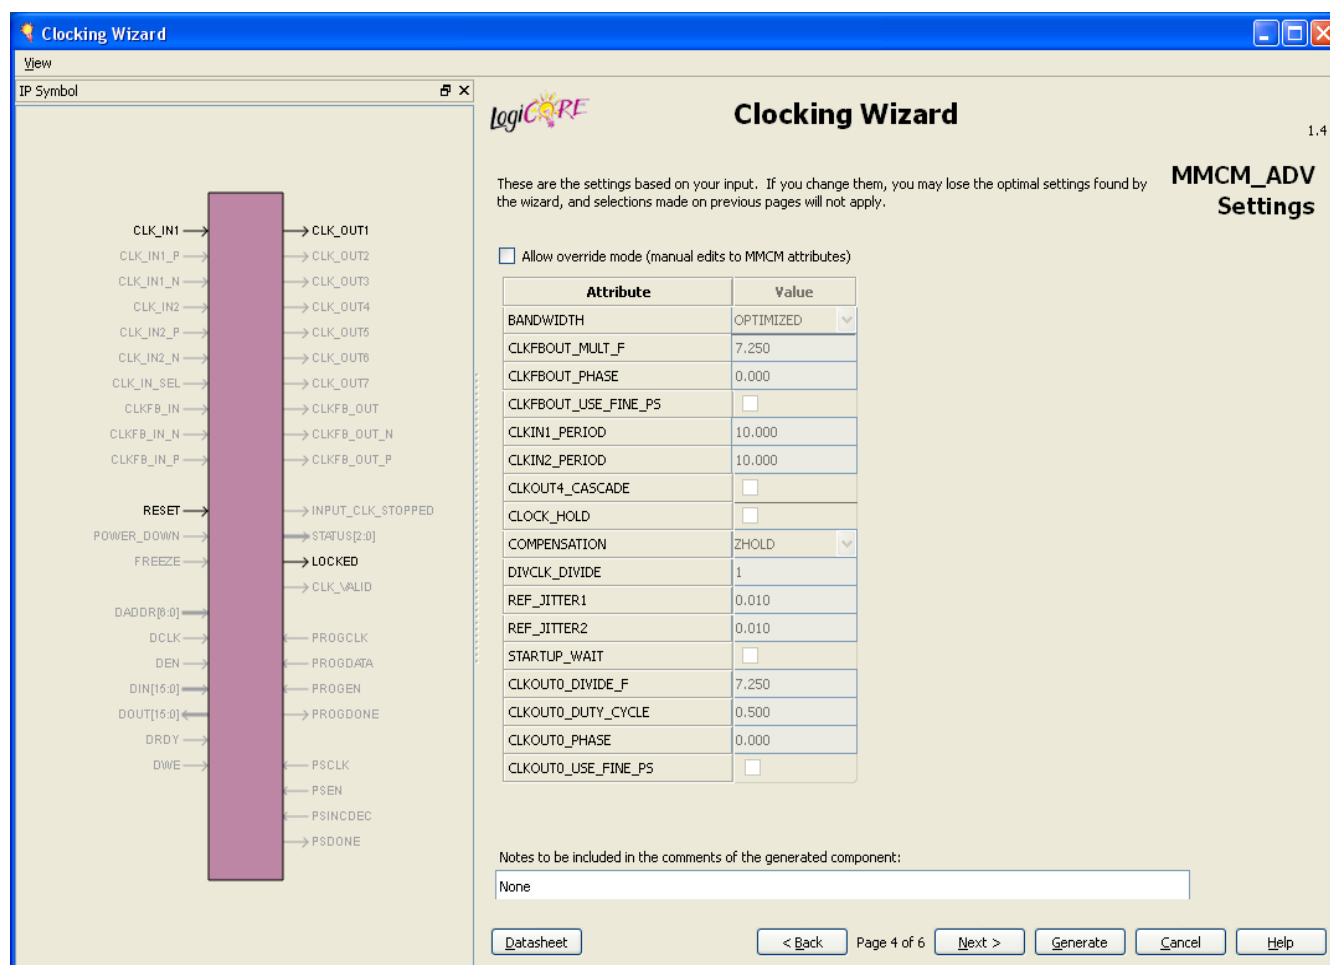 Clocking Wizard
View
IP Symbol
LogiCORE
Clocking Wizard
1.4
MMCM_ADV
Settings
These are the settings based on your input. If you change them, you may lose the optimal settings found by
the wizard, and selections made on previous pages will not apply.
CLK_IN1
CLK_IN1_P
CLK_IN1_N
CLK_IN2
CLK_IN2_P
CLK_IN2_N
CLK_IN_SEL
CLKFB_IN
CLKFB_IN_N
CLKFB_IN_P
RESET
POWER_DOWN
FREEZE
DADDR[6:0]
DCLK
DEN
DIN[15:0]
DOUT[15:0]
DRDY
DWE
CLK_OUT1
CLK_OUT2
CLK_OUT3
CLK_OUT4
CLK_OUT5
CLK_OUT6
CLK_OUT7
CLKFB_OUT
CLKFB_OUT_N
CLKFB_OUT_P
INPUT_CLK_STOPPED
STATUS[2:0]
LOCKED
CLK_VALID
PROGCLK
PROGDATA
PROGEN
PROGDONE
PSCLK
PSEN
PSINCDEC
PSDONE
Allow override mode (manual edits to MMCM attributes)
Attribute Value
BANDWIDTH OPTIMIZED
CLKFBOUT_MULT_F 7.250
CLKFBOUT_PHASE 0.000
CLKFBOUT_USE_FINE_PS
CLKIN1_PERIOD 10.000
CLKIN2_PERIOD 10.000
CLKOUT4_CASCADE
CLOCK_HOLD
COMPENSATION ZHOLD
DIVCLK_DIVIDE 1
REF_JITTER1 0.010
REF_JITTER2 0.010
STARTUP_WAIT
CLKOUT0_DIVIDE_F 7.250
CLKOUT0_DUTY_CYCLE 0.500
CLKOUT0_PHASE 0.000
CLKOUT0_USE_FINE_PS
Notes to be included in the comments of the generated component:
None
Datasheet < Back Page 4 of 6 Next > Generate Cancel Help